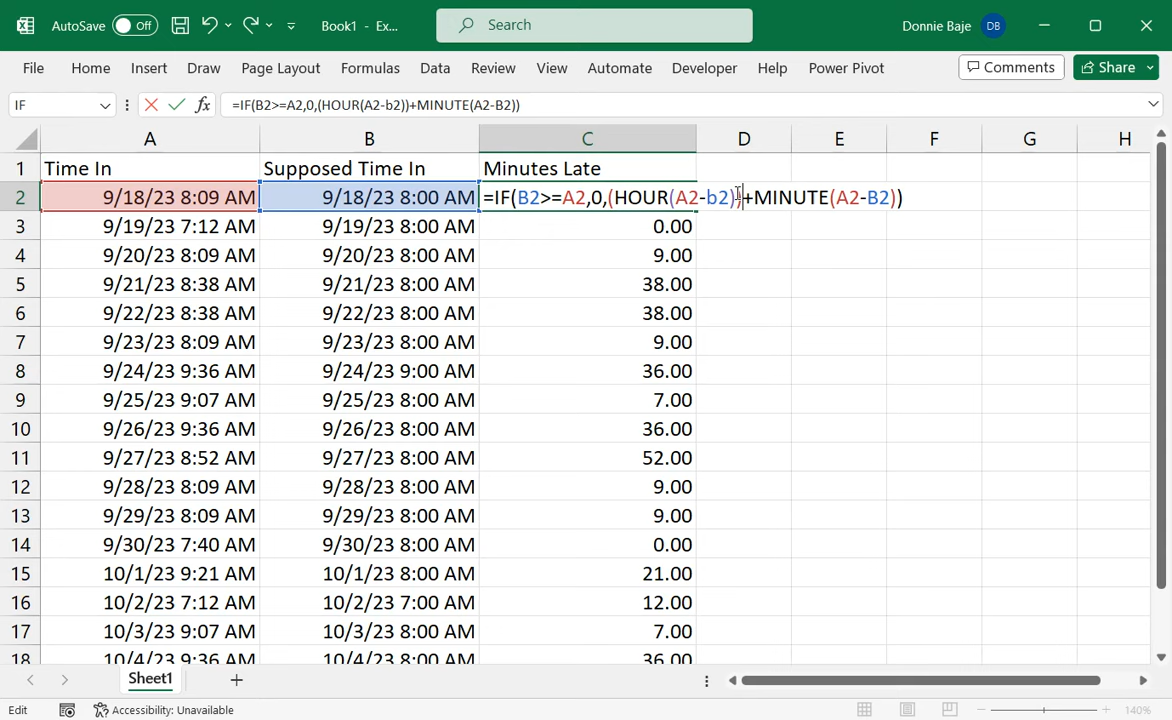 AutoSave Off Book1 - Ex... Search Donnie Baje DB
File Home Insert Draw Page Layout Formulas Data Review View Automate Developer Help Power Pivot Comments Share
IF fx =IF(B2>=A2,0,(HOUR(A2-b2))+MINUTE(A2-B2))
A B C D E F G H
1 Time In Supposed Time In Minutes Late
2 9/18/23 8:09 AM 9/18/23 8:00 AM =IF(B2>=A2,0,(HOUR(A2-b2))+MINUTE(A2-B2))
3 9/19/23 7:12 AM 9/19/23 8:00 AM 0.00
4 9/20/23 8:09 AM 9/20/23 8:00 AM 9.00
5 9/21/23 8:38 AM 9/21/23 8:00 AM 38.00
6 9/22/23 8:38 AM 9/22/23 8:00 AM 38.00
7 9/23/23 8:09 AM 9/23/23 8:00 AM 9.00
8 9/24/23 9:36 AM 9/24/23 9:00 AM 36.00
9 9/25/23 9:07 AM 9/25/23 8:00 AM 7.00
10 9/26/23 9:36 AM 9/26/23 8:00 AM 36.00
11 9/27/23 8:52 AM 9/27/23 8:00 AM 52.00
12 9/28/23 8:09 AM 9/28/23 8:00 AM 9.00
13 9/29/23 8:09 AM 9/29/23 8:00 AM 9.00
14 9/30/23 7:40 AM 9/30/23 8:00 AM 0.00
15 10/1/23 9:21 AM 10/1/23 8:00 AM 21.00
16 10/2/23 7:12 AM 10/2/23 7:00 AM 12.00
17 10/3/23 9:07 AM 10/3/23 8:00 AM 7.00
18 10/4/23 9:36 AM 10/4/23 8:00 AM 36.00
Sheet1
Edit Accessibility: Unavailable 140%